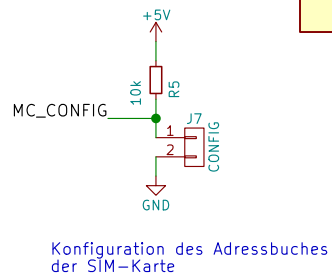 +5V
10k
R5
MC_CONFIG
J7
1
2
CONFIG
GND
Konfiguration des Adressbuches
der SIM-Karte